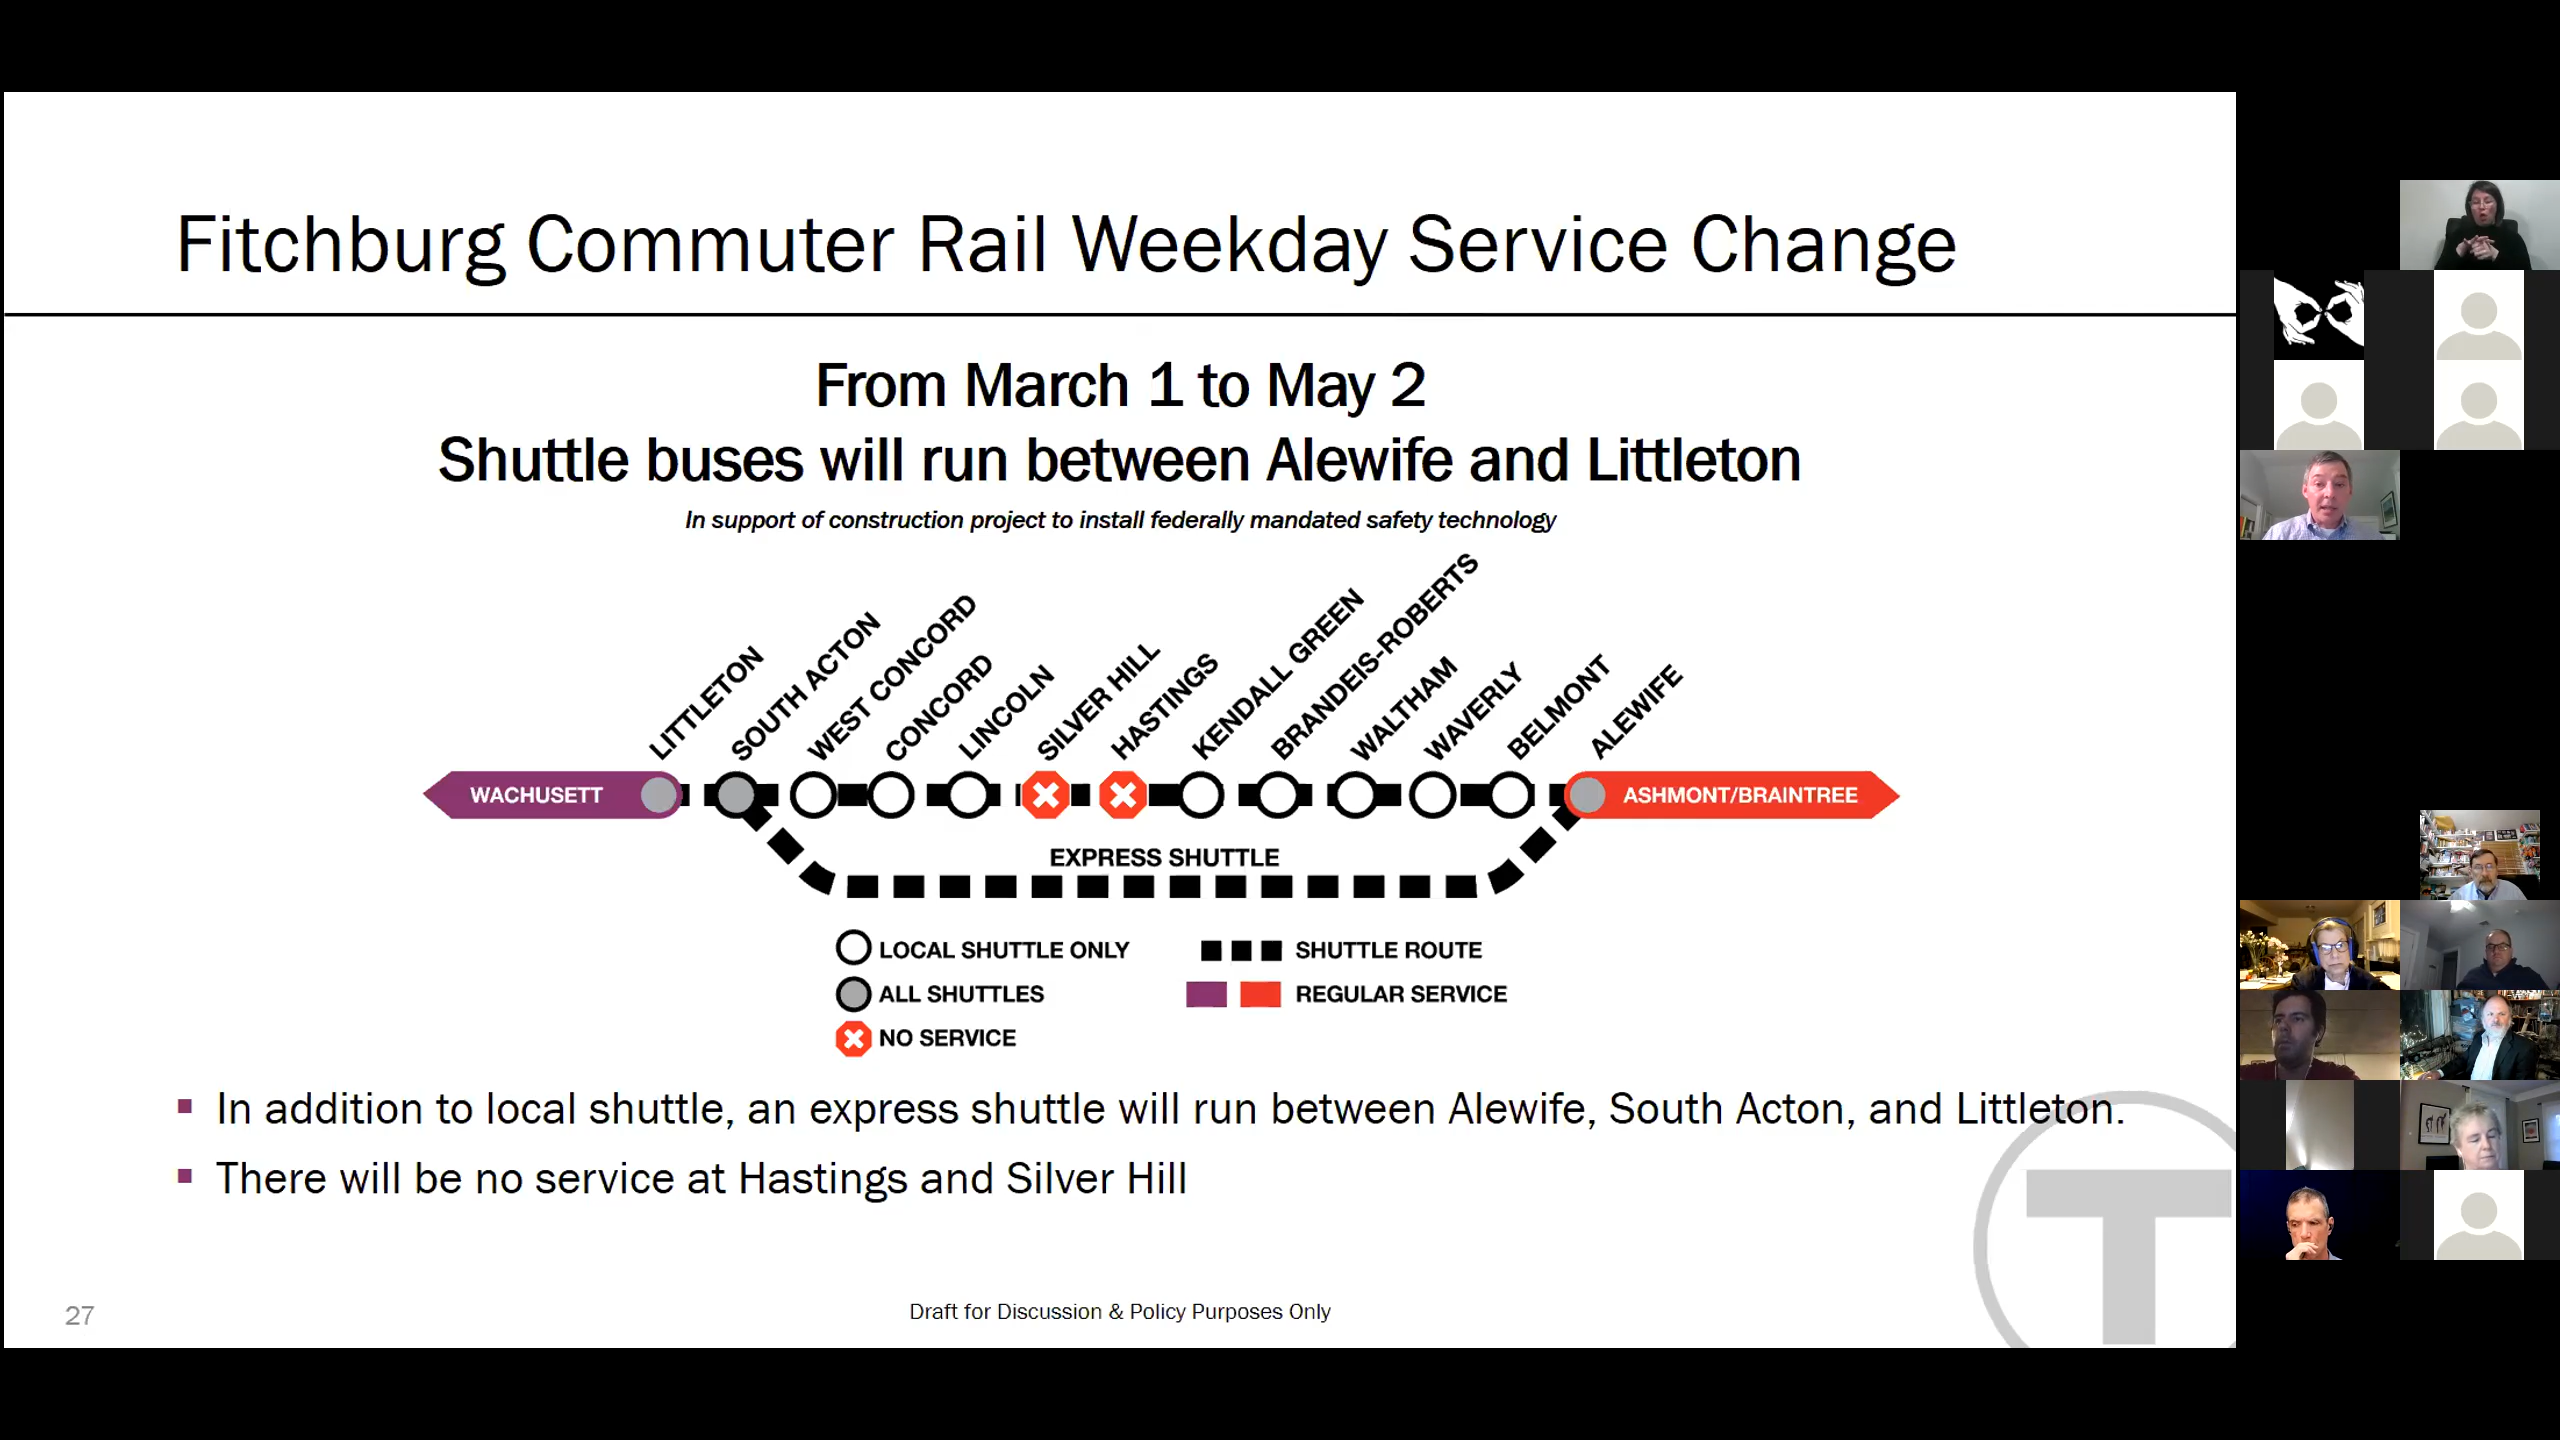 Fitchburg Commuter Rail Weekday Service Change
From March 1 to May 2
Shuttle buses will run between Alewife and Littleton
In support of construction project to install federally mandated safety technology
LITTLETON
SOUTH ACTON
WEST CONCORD
CONCORD
LINCOLN
SILVER HILL
HASTINGS
KENDALL GREEN
BRANDEIS-ROBERTS
WALTHAM
WAVERLY
BELMONT
ALEWIFE
WACHUSETT
ASHMONT/BRAINTREE
EXPRESS SHUTTLE
LOCAL SHUTTLE ONLY
SHUTTLE ROUTE
ALL SHUTTLES
REGULAR SERVICE
NO SERVICE
In addition to local shuttle, an express shuttle will run between Alewife, South Acton, and Littleton.
There will be no service at Hastings and Silver Hill
T
27
Draft for Discussion & Policy Purposes Only